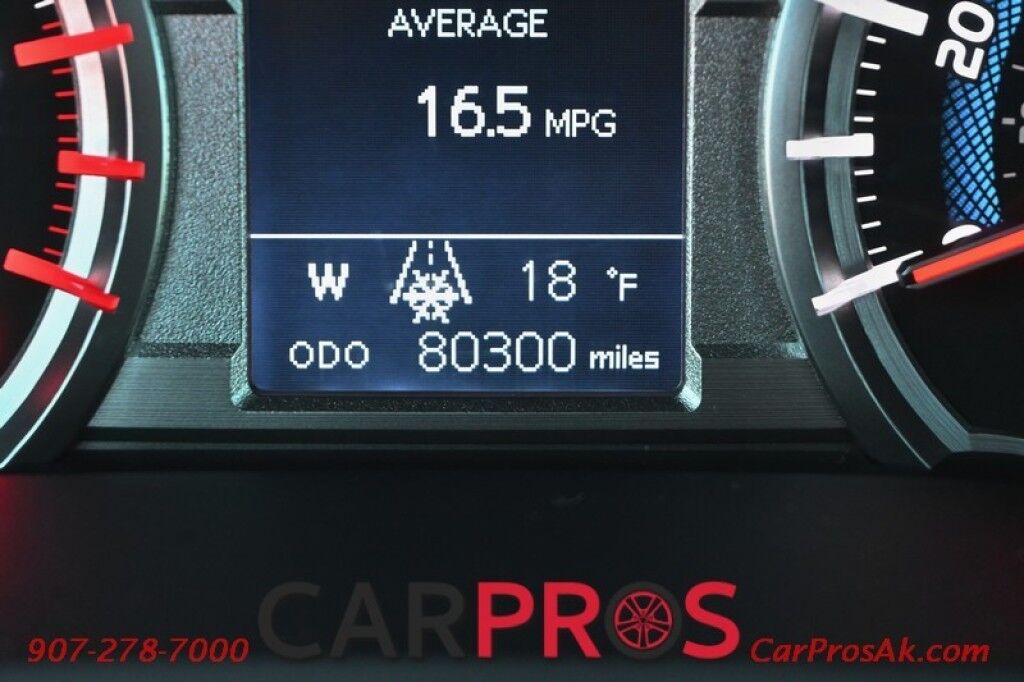 AVERAGE
16.5 MPG
20
W 18 °F
ODO 80300 miles
CARPROS
907-278-7000 CarProsAk.com